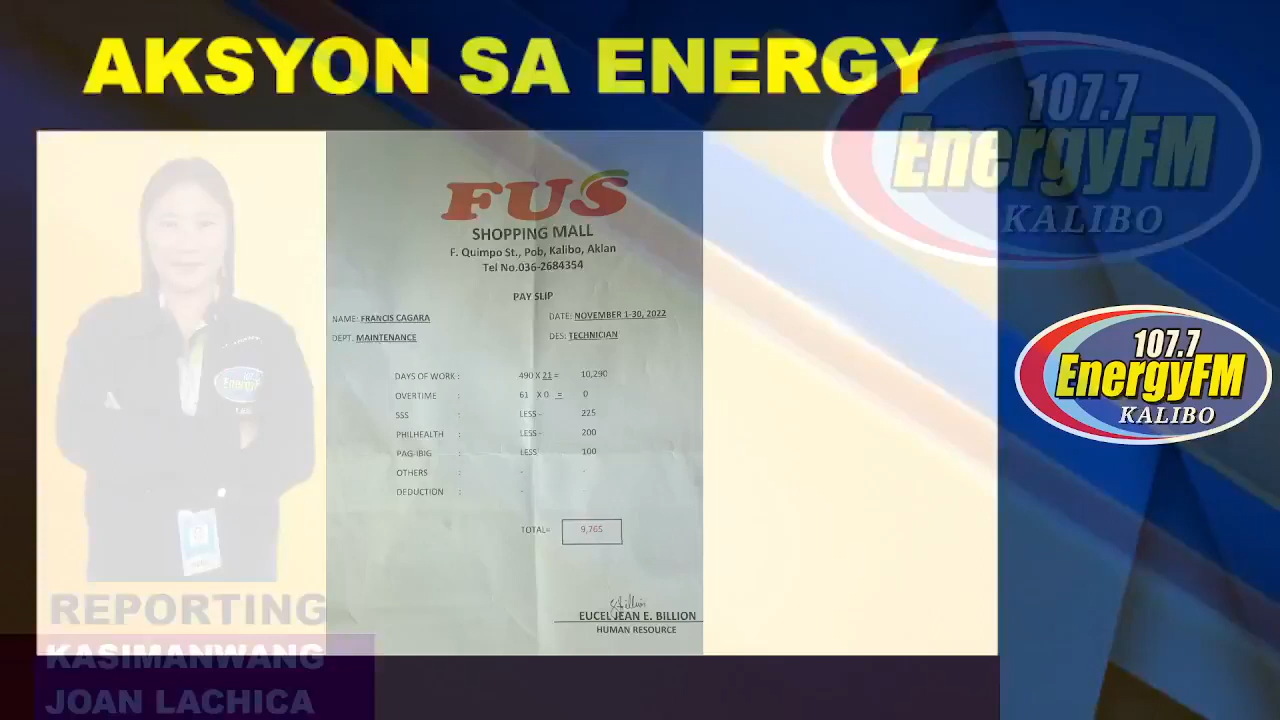 AKSYON SA ENERGY
107.7
EnergyFM
KALIBO
FUS
SHOPPING MALL
F. Quimpo St., Pob, Kalibo, Aklan
Tel No.036-2684354
PAY SLIP
NAME: FRANCIS CAGARA DATE: NOVEMBER 1-30, 2022
DEPT. MAINTENANCE DES: TECHNICIAN
DAYS OF WORK : 490 X 21 = 10,290
OVERTIME : 61 X 0 = 0
SSS : LESS - 225
PHILHEALTH : LESS - 200
PAG-IBIG : LESS 100
OTHERS : - -
DEDUCTION : -
TOTAL= 9,765
EUCEL JEAN E. BILLION
HUMAN RESOURCE
107.7
EnergyFM
KALIBO
REPORTING
KASIMANWANG
JOAN LACHICA